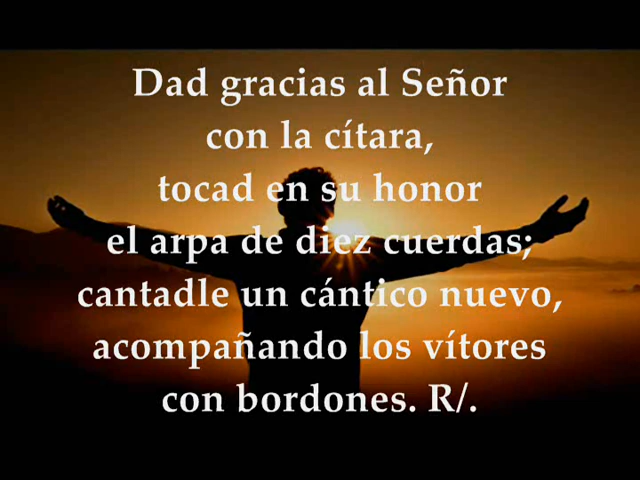 Dad gracias al Señor
con la cítara,
tocad en su honor
el arpa de diez cuerdas;
cantadle un cántico nuevo,
acompañando los vítores
con bordones. R/.